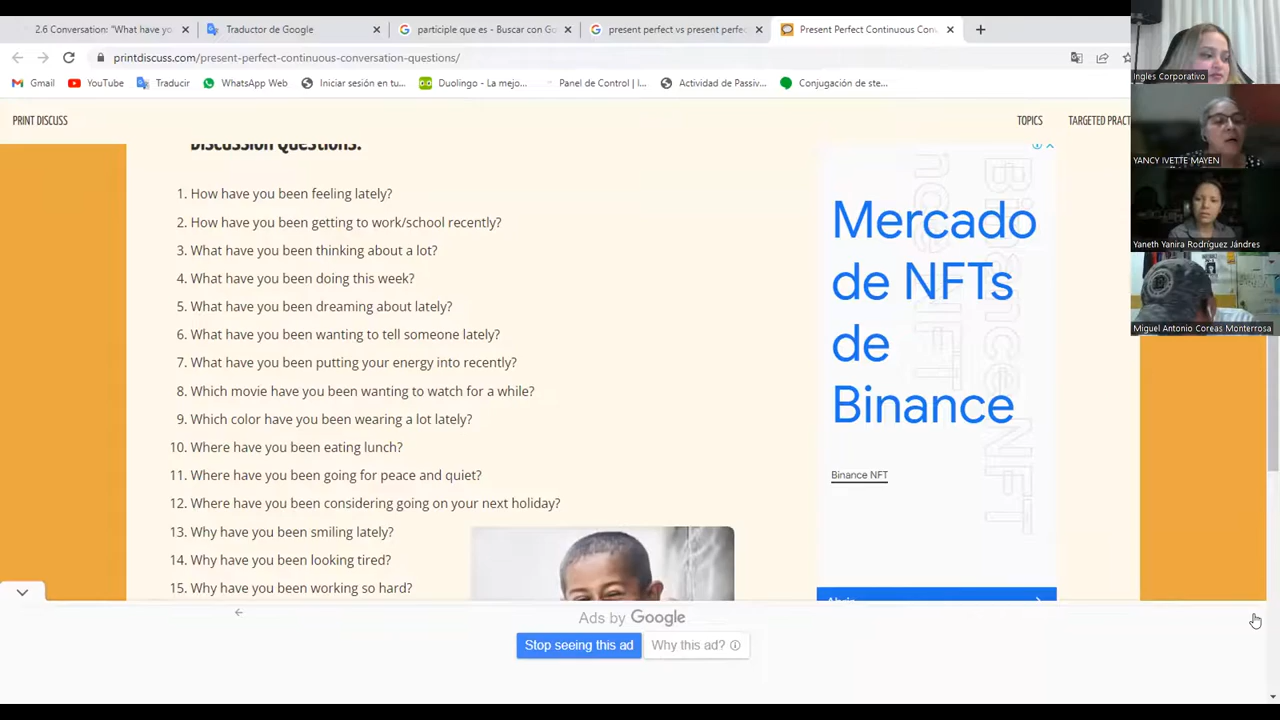 2.6 Conversation: "What have yo
Traductor de Google
participle que es - Buscar con Go
present perfect vs present perfec
Present Perfect Continuous Con
printdiscuss.com/present-perfect-continuous-conversation-questions/
Gmail
YouTube
Traducir
WhatsApp Web
Iniciar sesión en tu...
Duolingo - La mejo...
Panel de Control | I...
Actividad de Passiv...
Conjugación de ste...
PRINT DISCUSS
TOPICS
TARGETED PRACT
Discussion Questions:
1. How have you been feeling lately?
2. How have you been getting to work/school recently?
3. What have you been thinking about a lot?
4. What have you been doing this week?
5. What have you been dreaming about lately?
6. What have you been wanting to tell someone lately?
7. What have you been putting your energy into recently?
8. Which movie have you been wanting to watch for a while?
9. Which color have you been wearing a lot lately?
10. Where have you been eating lunch?
11. Where have you been going for peace and quiet?
12. Where have you been considering going on your next holiday?
13. Why have you been smiling lately?
14. Why have you been looking tired?
15. Why have you been working so hard?
Mercado
de NFTs
de
Binance
Binance NFT
Abrir
Ads by Google
Stop seeing this ad
Why this ad?
Ingles Corporativo
YANCY IVETTE MAYEN
Yaneth Yanira Rodríguez Jándres
Miguel Antonio Coreas Monterrosa